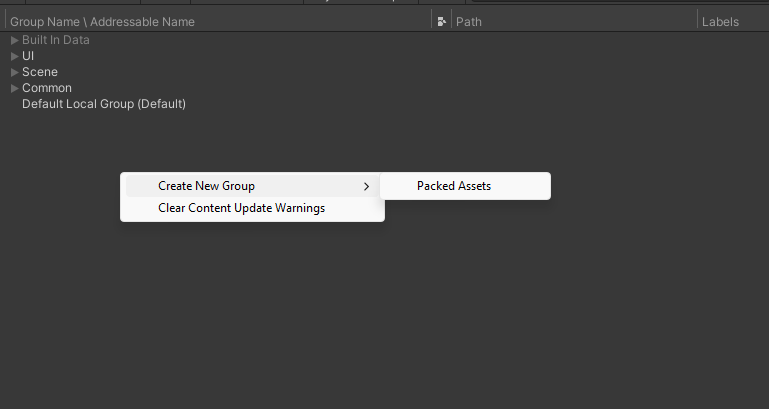 Group Name \ Addressable Name
Path
Labels
Built In Data
UI
Scene
Common
Default Local Group (Default)
Create New Group
Packed Assets
Clear Content Update Warnings